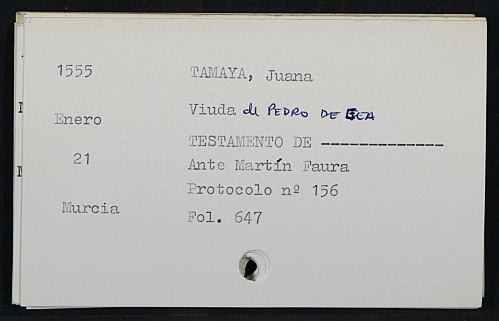 1555
TAMAYA, Juana
Viuda de PEDRO DE
Enero
TESTAMENTO DE -------------
21
Ante Martín Faura
Protocolo nº 156
Murcia
Fol. 647